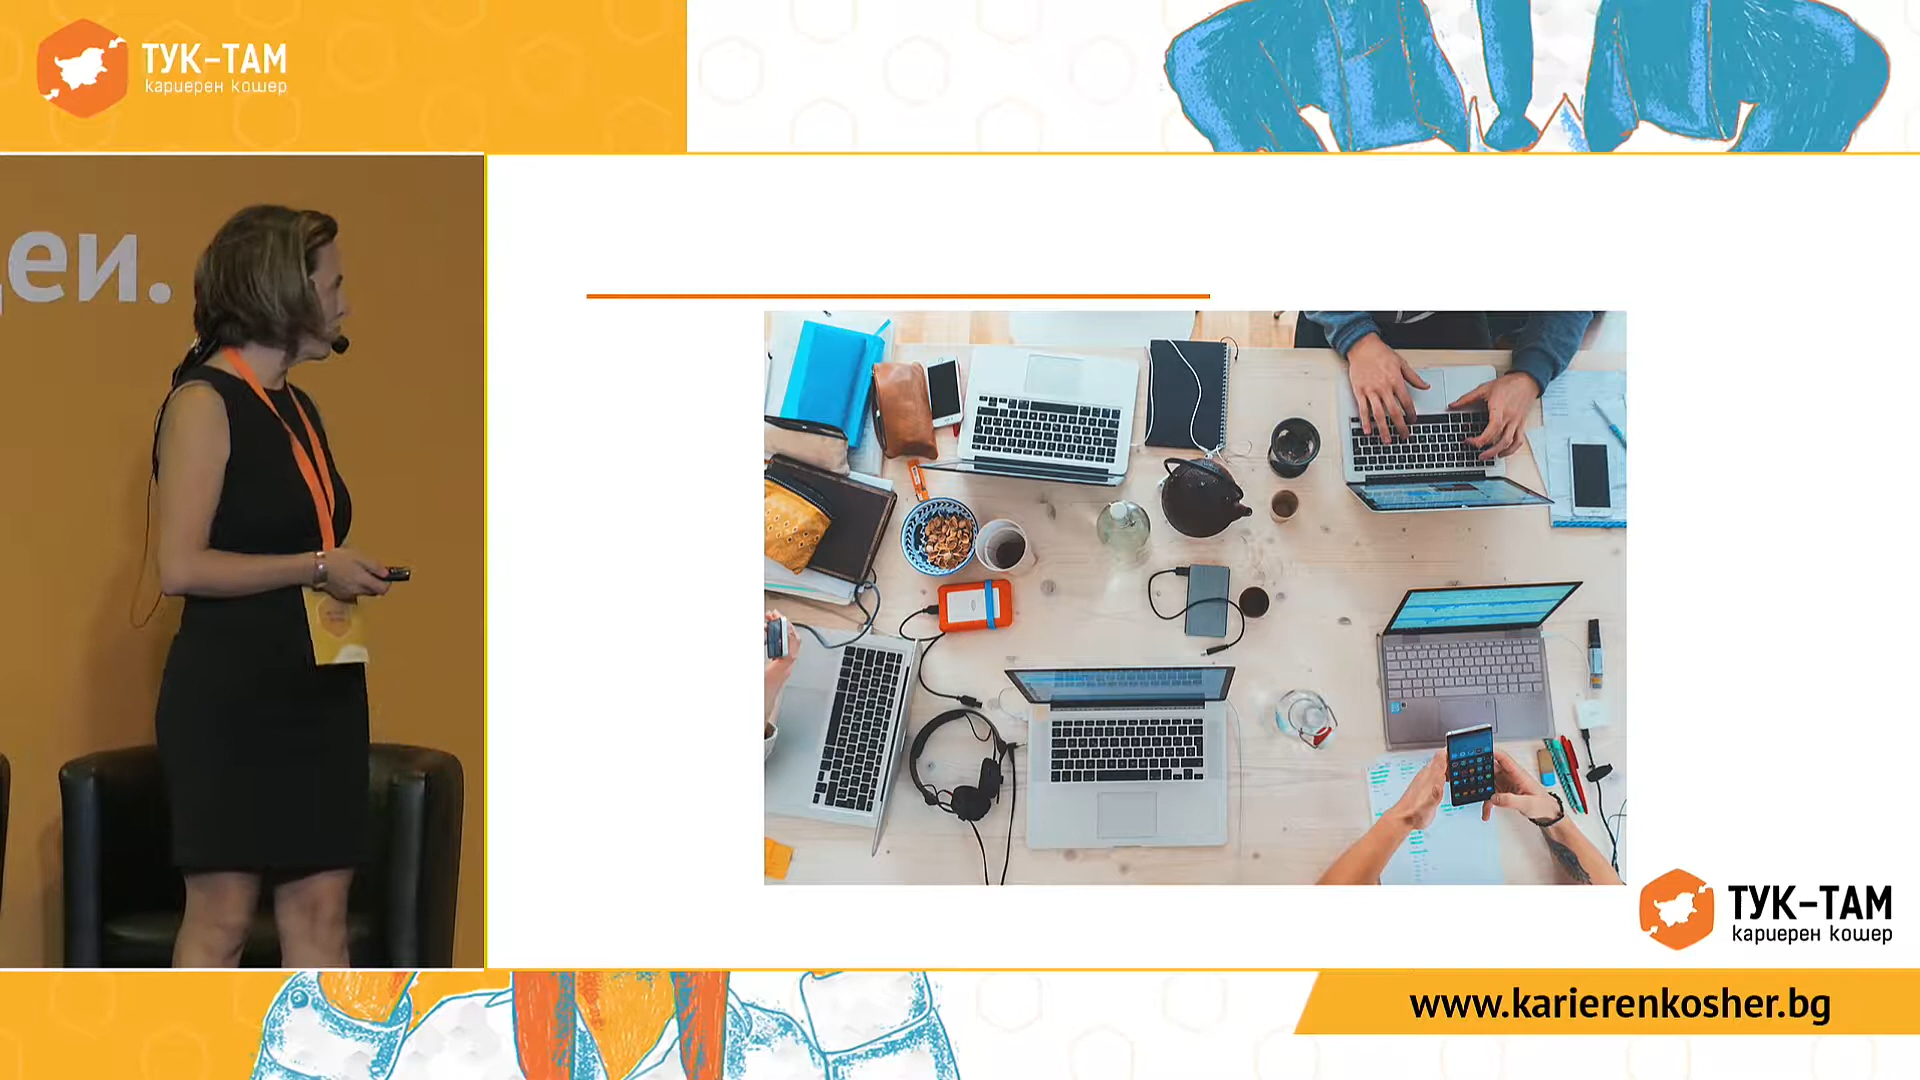 ТУК-ТАМ
кариерен кошер
еи.
ТУК-ТАМ
кариерен кошер
www.karierenkosher.bg